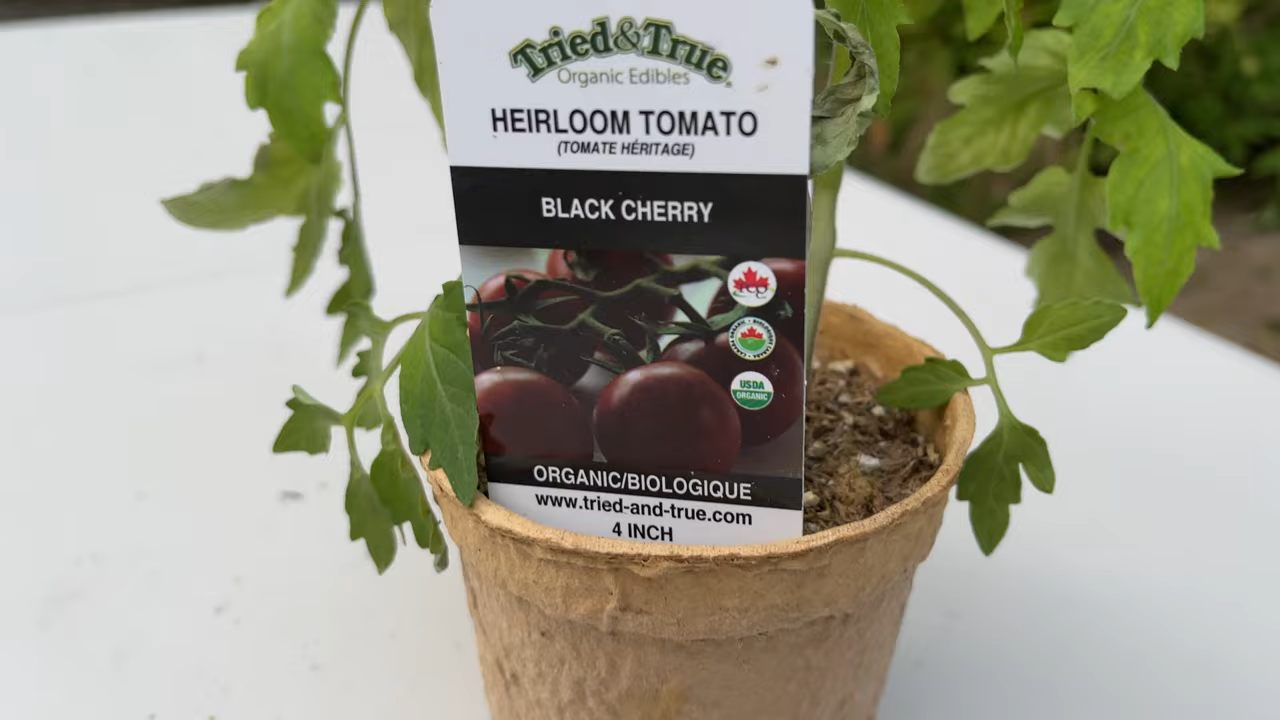 Tried&True
Organic Edibles
HEIRLOOM TOMATO
(TOMATE HÉRITAGE)
BLACK CHERRY
USDA
ORGANIC
ORGANIC/BIOLOGIQUE
www.tried-and-true.com
4 INCH